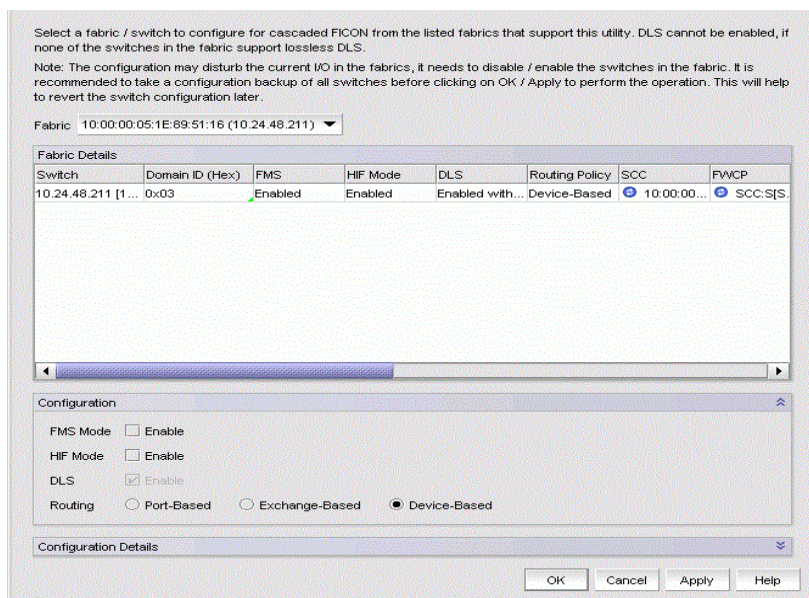 Select a fabric / switch to configure for cascaded FICON from the listed fabrics that support this utility. DLS cannot be enabled, if
none of the switches in the fabric support lossless DLS.
Note: The configuration may disturb the current I/O in the fabrics, it needs to disable / enable the switches in the fabric. It is
recommended to take a configuration backup of all switches before clicking on OK / Apply to perform the operation. This will help
to revert the switch configuration later.
Fabric 10:00:00:05:1E:89:51:16 (10.24.48.211)
Fabric Details
Switch Domain ID (Hex) FMS HIF Mode DLS Routing Policy SCC FWCP
10.24.48.211 [1... 0x03 Enabled Enabled Enabled with... Device-Based 10:00:00... SCC:S[S.
Configuration
FMS Mode Enable
HIF Mode Enable
DLS Enable
Routing Port-Based Exchange-Based Device-Based
Configuration Details
OK Cancel Apply Help